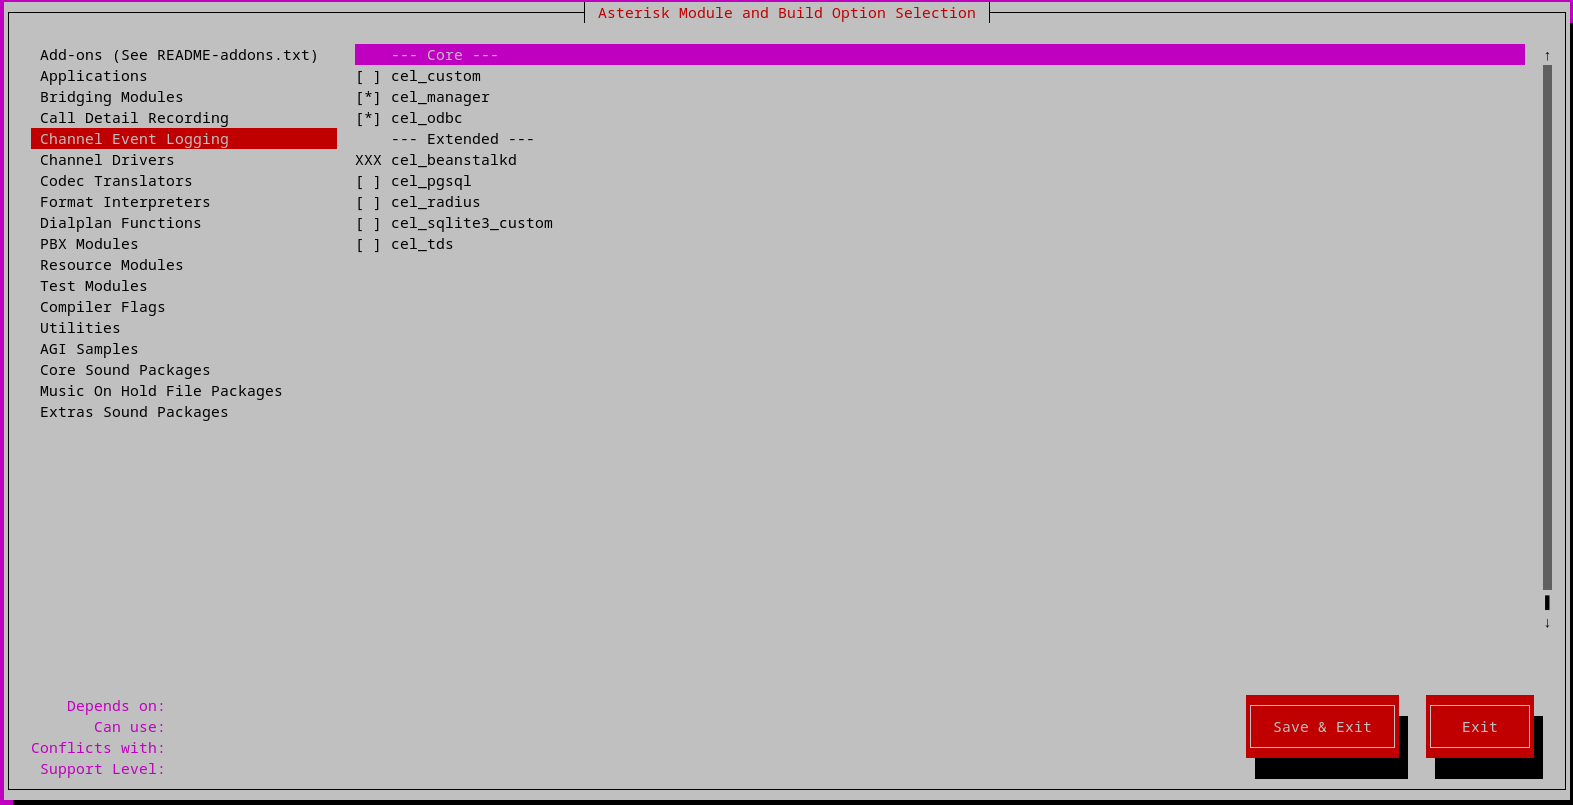 Asterisk Module and Build Option Selection
Add-ons (See README-addons.txt)
Applications
Bridging Modules
Call Detail Recording
Channel Event Logging
Channel Drivers
Codec Translators
Format Interpreters
Dialplan Functions
PBX Modules
Resource Modules
Test Modules
Compiler Flags
Utilities
AGI Samples
Core Sound Packages
Music On Hold File Packages
Extras Sound Packages
--- Core ---
[ ] cel_custom
[*] cel_manager
[*] cel_odbc
--- Extended ---
XXX cel_beanstalkd
[ ] cel_pgsql
[ ] cel_radius
[ ] cel_sqlite3_custom
[ ] cel_tds
↑
↓
Depends on:
Can use:
Conflicts with:
Support Level:
Save & Exit
Exit